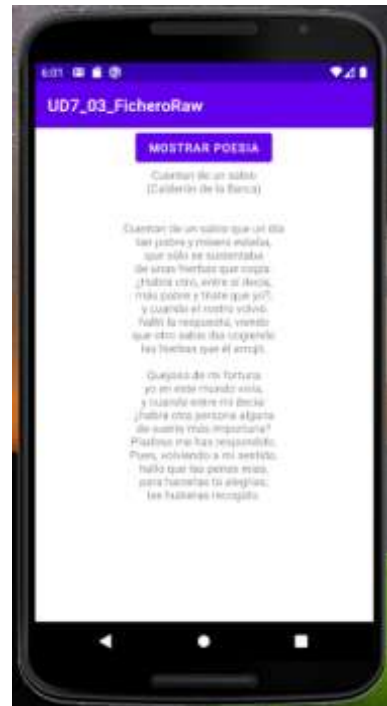 6:01
UD7_03_FicheroRaw
MOSTRAR POESIA
Cuentan de un sabio
(Calderón de la Barca)
Cuentan de un sabio que un día
tan pobre y mísero estaba,
que sólo se sustentaba
de unas hierbas que cogía.
¿Habrá otro, entre sí decía,
más pobre y triste que yo?;
y cuando el rostro volvió
halló la respuesta, viendo
que otro sabio iba cogiendo
las hierbas que él arrojó.
Quejoso de mi fortuna
yo en este mundo vivía,
y cuando entre mí decía:
¿habrá otra persona alguna
de suerte más importuna?
Piadoso me has respondido.
Pues, volviendo a mi sentido,
hallo que las penas mías,
para hacerlas tú alegrías,
las hubieras recogido.